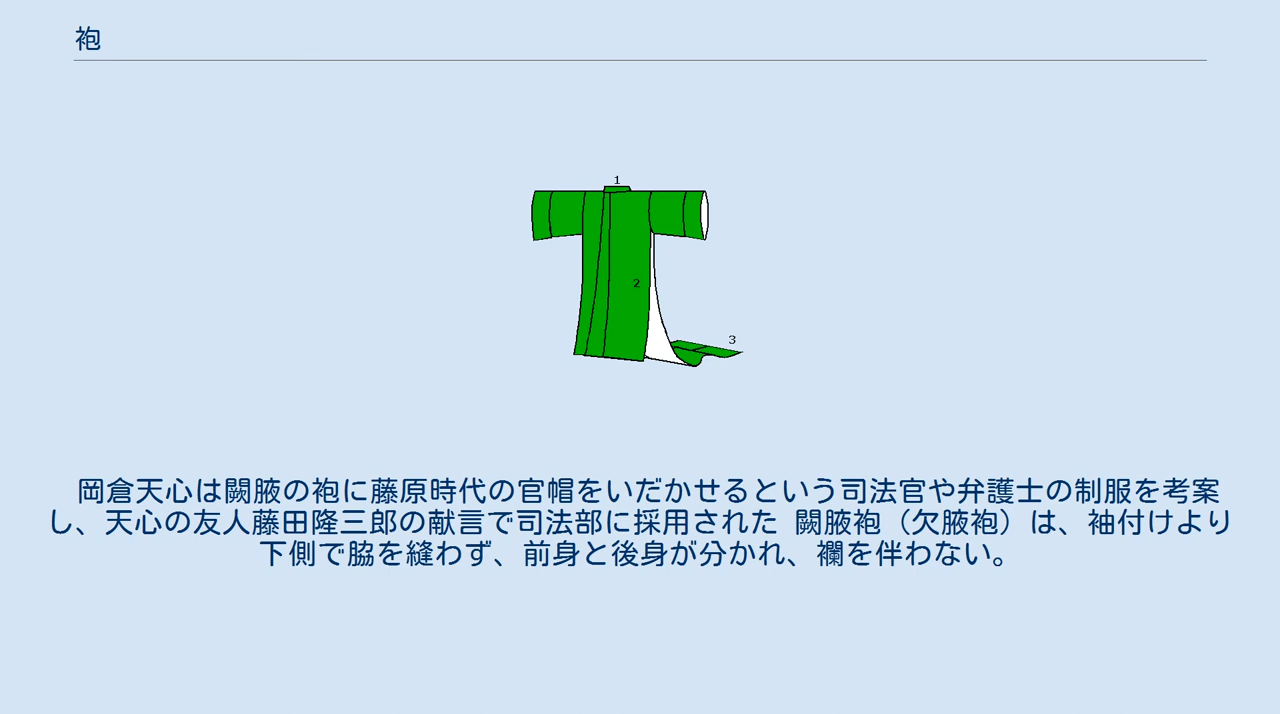 袍
1
2
3
岡倉天心は闕腋の袍に藤原時代の官帽をいだかせるという司法官や弁護士の制服を考案
し、天心の友人藤田隆三郎の献言で司法部に採用された 闕腋袍（欠腋袍）は、袖付けより
下側で脇を縫わず、前身と後身が分かれ、襴を伴わない。